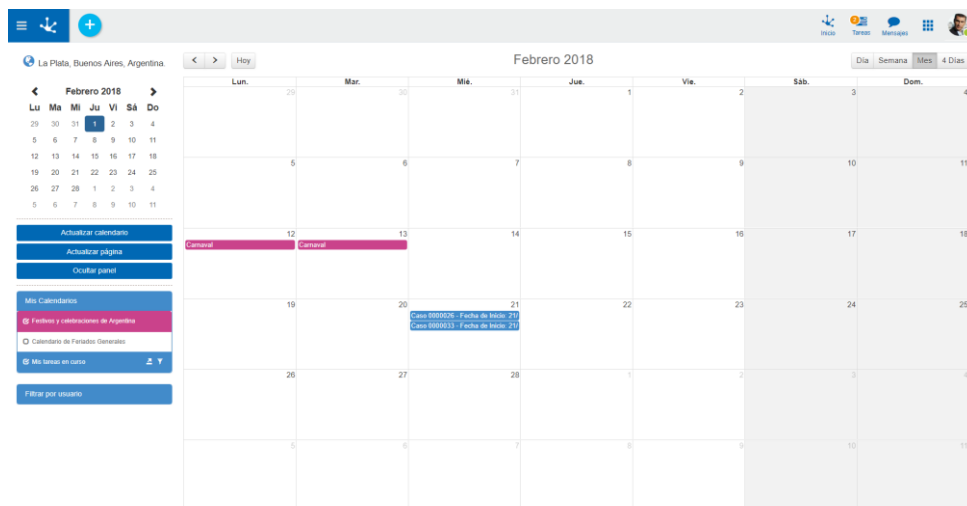 Inicio
2
Tareas
Mensajes
La Plata, Buenos Aires, Argentina.
Febrero 2018
Lu Ma Mi Ju Vi Sá Do
29 30 31 1 2 3 4
5 6 7 8 9 10 11
12 13 14 15 16 17 18
19 20 21 22 23 24 25
26 27 28 1 2 3 4
5 6 7 8 9 10 11
Actualizar calendario
Actualizar página
Ocultar panel
Mis Calendarios
Festivos y celebraciones de Argentina
Calendario de Feriados Generales
Mis tareas en curso
Filtrar por usuario
Hoy
Febrero 2018
Día Semana Mes 4 Días
Lun. Mar. Mié. Jue. Vie. Sáb. Dom.
29 30 31 1 2 3 4
5 6 7 8 9 10 11
12 13 14 15 16 17 18
Carnaval Carnaval
19 20 21 22 23 24 25
Caso 0000026 - Fecha de Inicio: 21/
Caso 0000033 - Fecha de Inicio: 21/
26 27 28 1 2 3 4
5 6 7 8 9 10 11